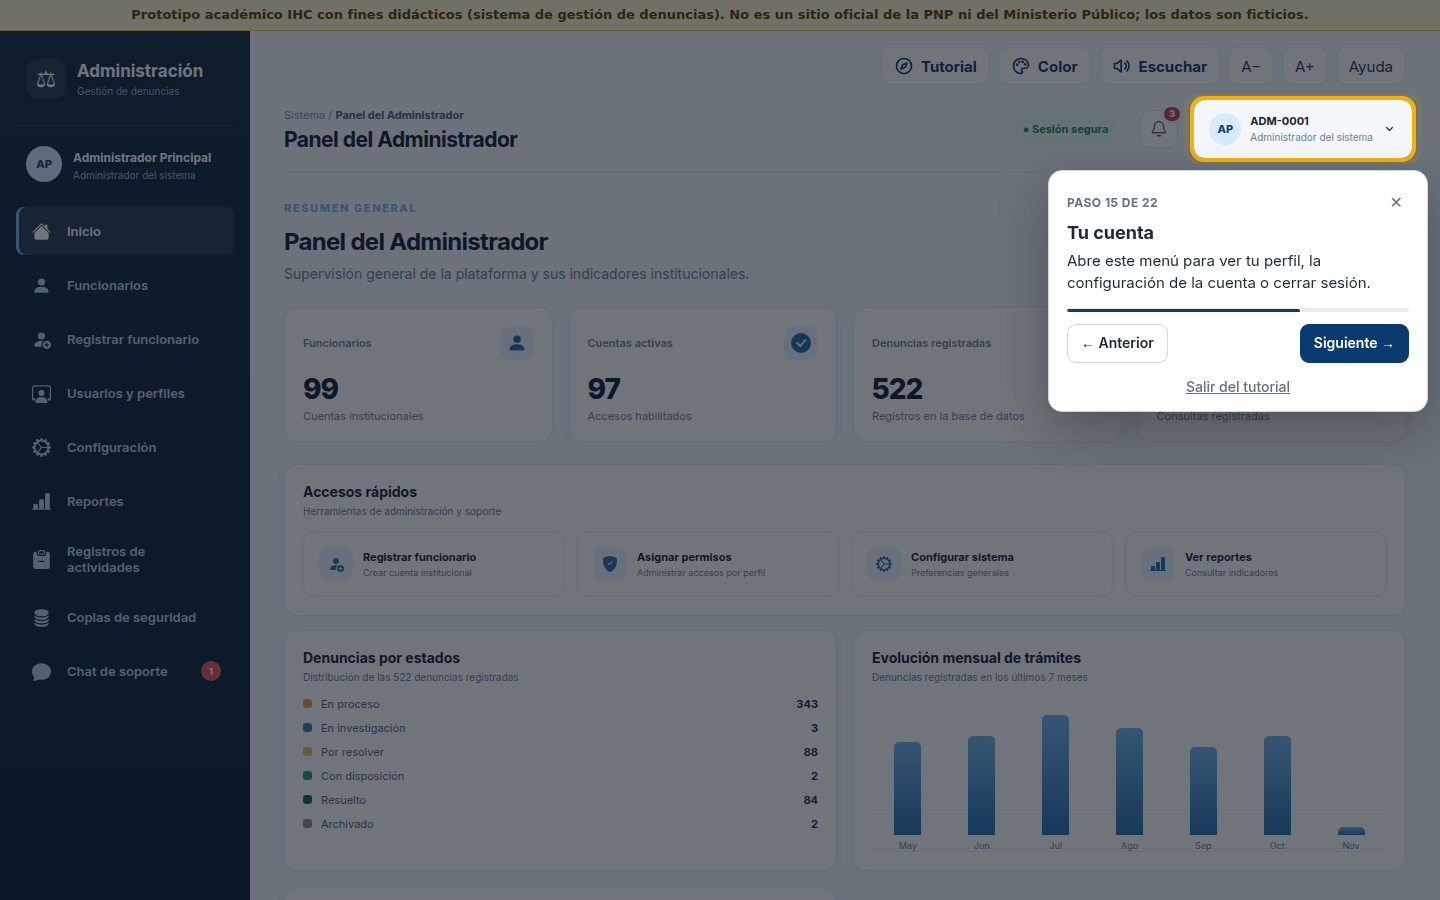 Prototipo académico IHC con fines didácticos (sistema de gestión de denuncias). No es un sitio oficial de la PNP ni del Ministerio Público; los datos son ficticios.
Administración
Gestión de denuncias
AP
Administrador Principal
Administrador del sistema
Inicio
Funcionarios
Registrar funcionario
Usuarios y perfiles
Configuración
Reportes
Registros de
actividades
Copias de seguridad
Chat de soporte
1
Tutorial
Color
Escuchar
A−
A+
Ayuda
Sistema / Panel del Administrador
Panel del Administrador
Sesión segura
3
AP
ADM-0001
Administrador del sistema
PASO 15 DE 22
×
Tu cuenta
Abre este menú para ver tu perfil, la
configuración de la cuenta o cerrar sesión.
← Anterior
Siguiente →
Salir del tutorial
RESUMEN GENERAL
Panel del Administrador
Supervisión general de la plataforma y sus indicadores institucionales.
Funcionarios
99
Cuentas institucionales
Cuentas activas
97
Accesos habilitados
Denuncias registradas
522
Registros en la base de datos
Consultas registradas
Accesos rápidos
Herramientas de administración y soporte
Registrar funcionario
Crear cuenta institucional
Asignar permisos
Administrar accesos por perfil
Configurar sistema
Preferencias generales
Ver reportes
Consultar indicadores
Denuncias por estados
Distribución de las 522 denuncias registradas
En proceso 343
En investigación 3
Por resolver 88
Con disposición 2
Resuelto 84
Archivado 2
Evolución mensual de trámites
Denuncias registradas en los últimos 7 meses
May Jun Jul Ago Sep Oct Nov